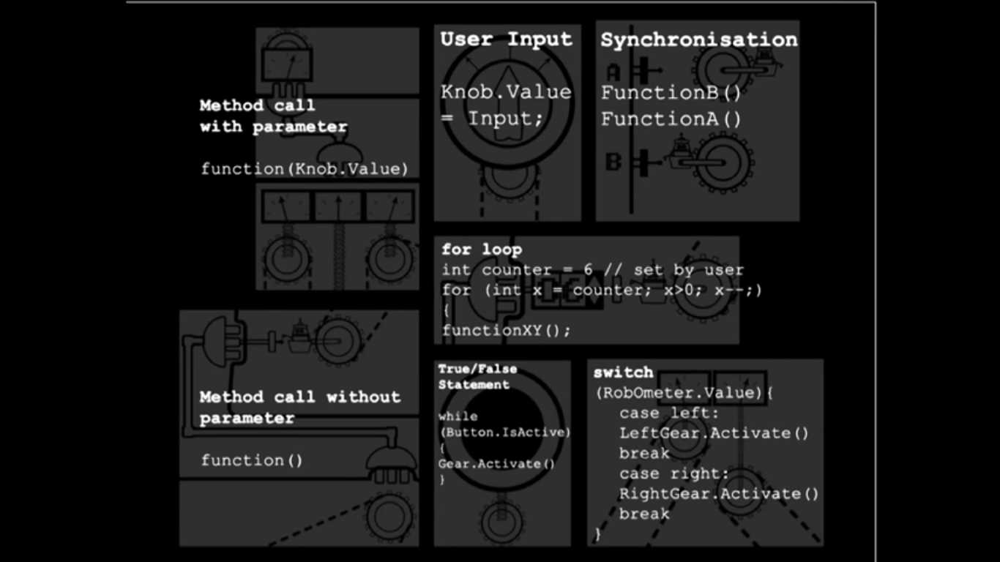 Method call
with parameter
function(Knob.Value)
User Input
Knob.Value
= Input;
Synchronisation
A
FunctionB()
FunctionA()
B
for loop
int counter = 6 // set by user
for (int x = counter; x>0; x--;)
{
functionXY();
Method call without
parameter
function()
True/False
Statement
while
(Button.IsActive)
{
Gear.Activate()
}
switch
(RobOmeter.Value){
case left:
LeftGear.Activate()
break
case right:
RightGear.Activate()
break
}